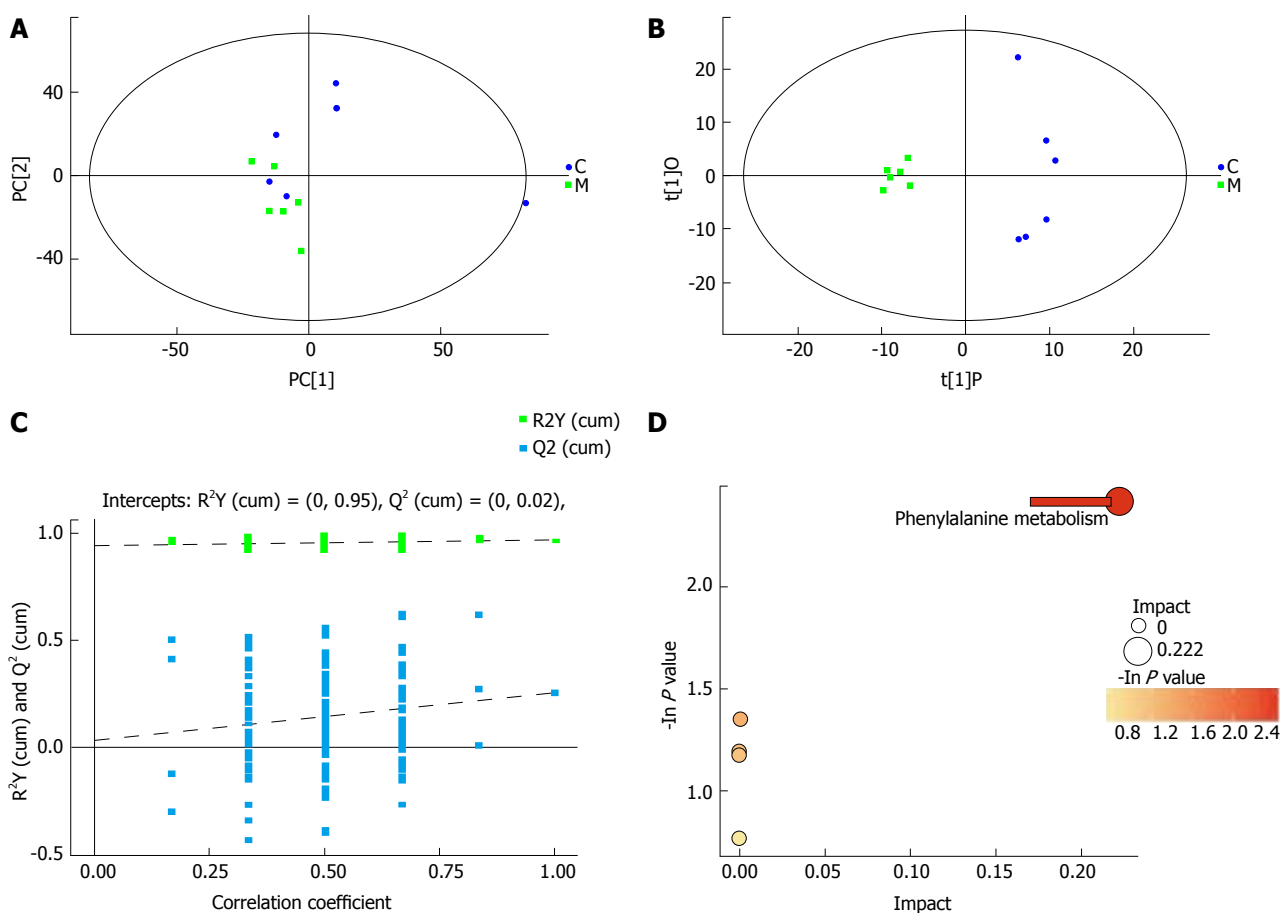 A
40
0
-40
PC[2]
-50
0
50
PC[1]
C
M
B
20
10
0
-10
-20
t[1]O
-20
-10
0
10
20
t[1]P
C
M
C
R2Y (cum)
Q2 (cum)
Intercepts: R²Y (cum) = (0, 0.95), Q² (cum) = (0, 0.02),
1.0
0.5
0.0
-0.5
R²Y (cum) and Q² (cum)
0.00
0.25
0.50
0.75
1.00
Correlation coefficient
D
Phenylalanine metabolism
2.0
1.5
1.0
-In P value
0.00
0.05
0.10
0.15
0.20
Impact
Impact
0
0.222
-In P value
0.8 1.2 1.6 2.0 2.4